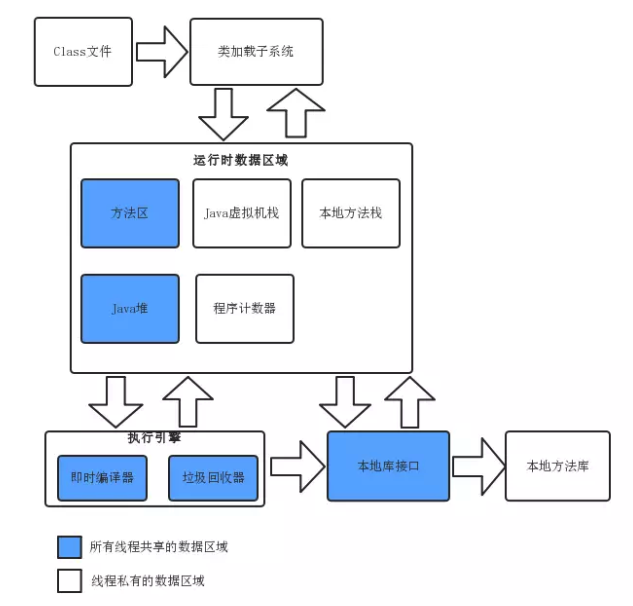 Class文件
类加载子系统
运行时数据区域
方法区
Java虚拟机栈
本地方法栈
Java堆
程序计数器
执行引擎
即时编译器
垃圾回收器
本地库接口
本地方法库
所有线程共享的数据区域
线程私有的数据区域